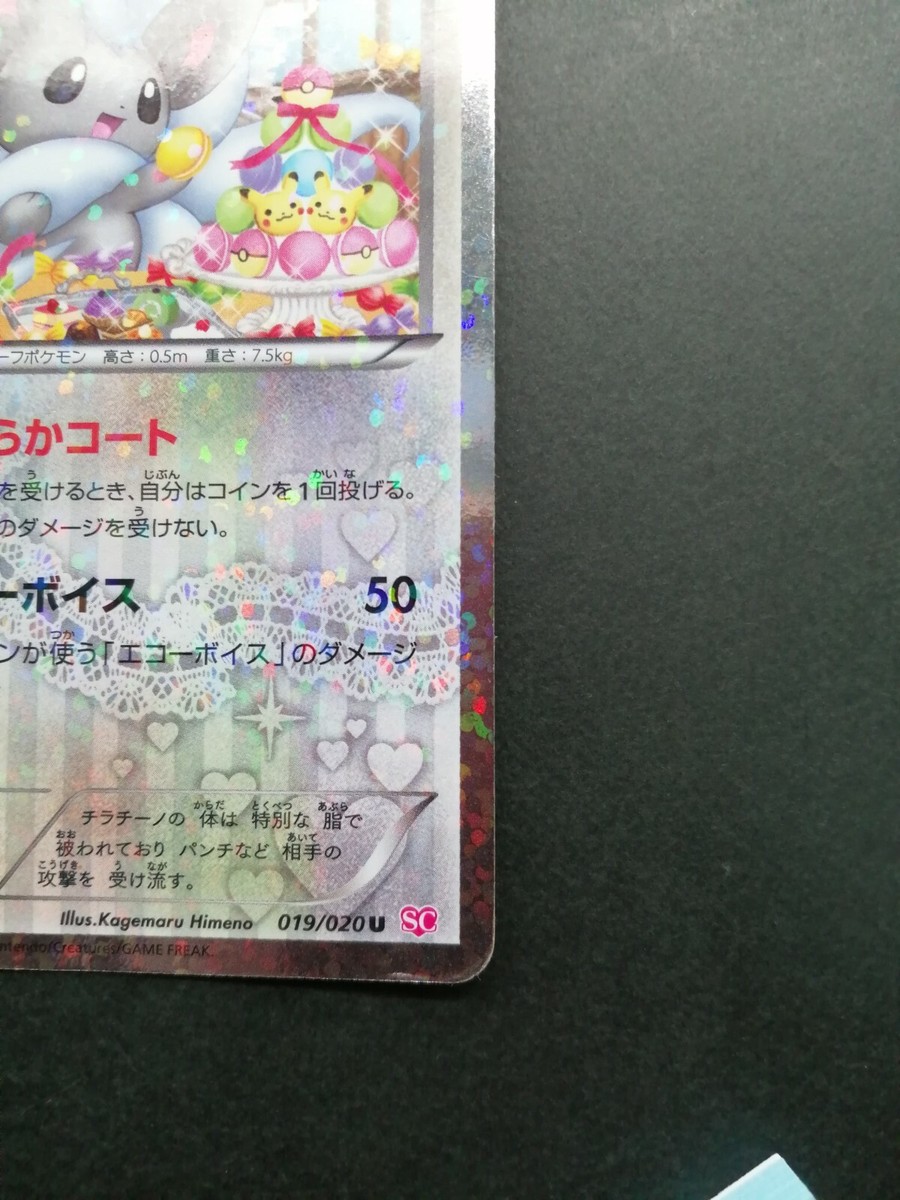 ーフポケモン 高さ：0.5m 重さ：7.5kg
らかコート
を受けるとき、自分はコインを1回投げる。
のダメージを受けない。
ーボイス 50
ンが使う「エコーボイス」のダメージ
チラチーノの 体は 特別な 脂で
被われており パンチなど 相手の
攻撃を 受け流す。
Illus.Kagemaru Himeno 019/020 U SC
ntendo/Creatures/GAME FREAK.